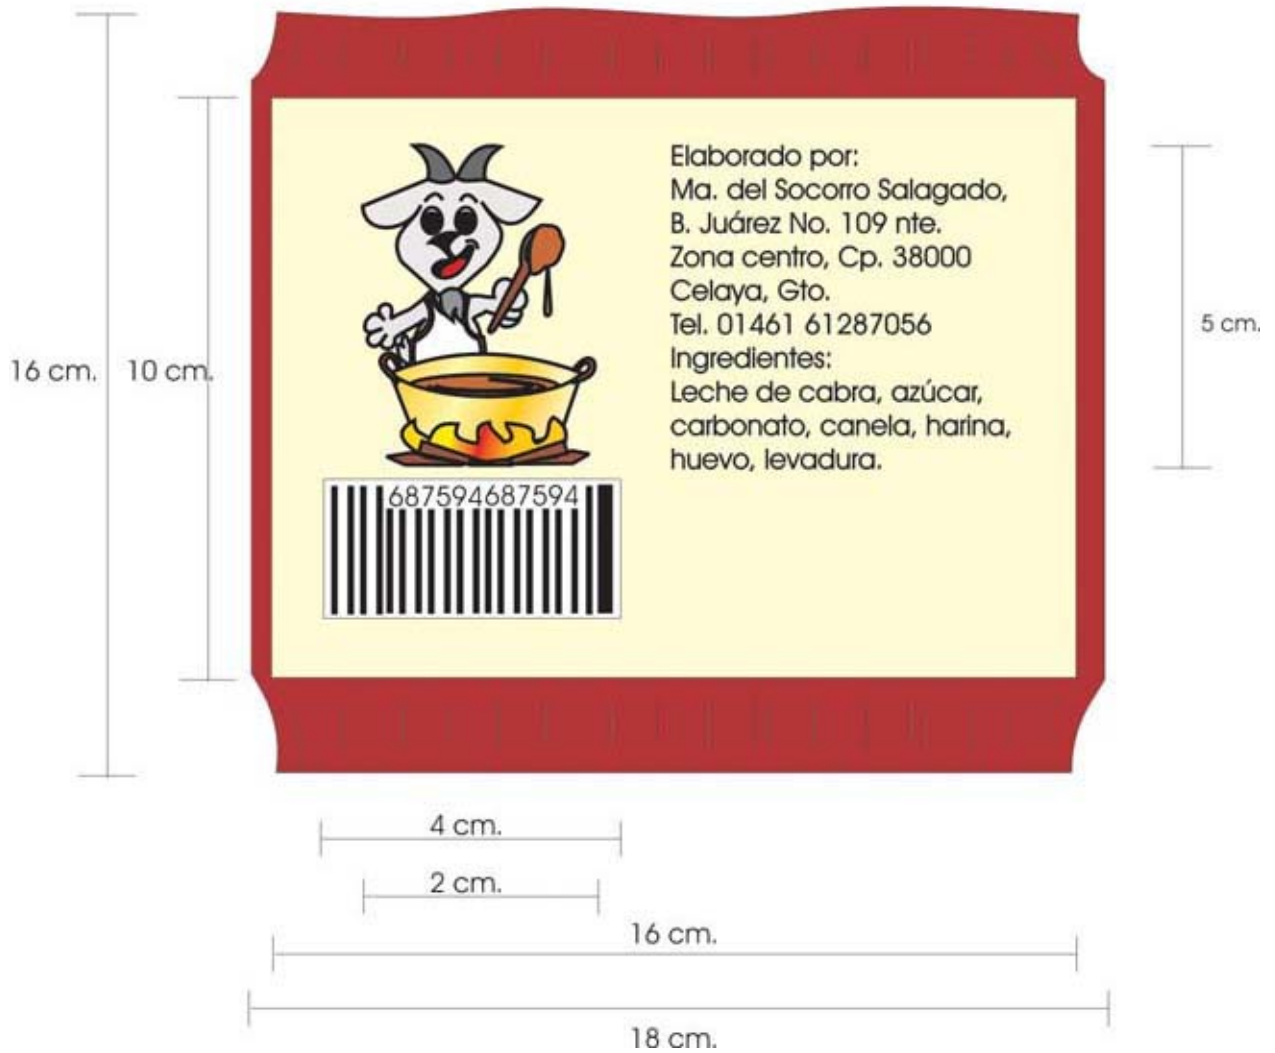 Elaborado por:
Ma. del Socorro Salagado,
B. Juárez No. 109 nte.
Zona centro, Cp. 38000
Celaya, Gto.
Tel. 01461 61287056
Ingredientes:
Leche de cabra, azúcar,
carbonato, canela, harina,
huevo, levadura.
687594687594
16 cm.
10 cm.
5 cm.
4 cm.
2 cm.
16 cm.
18 cm.